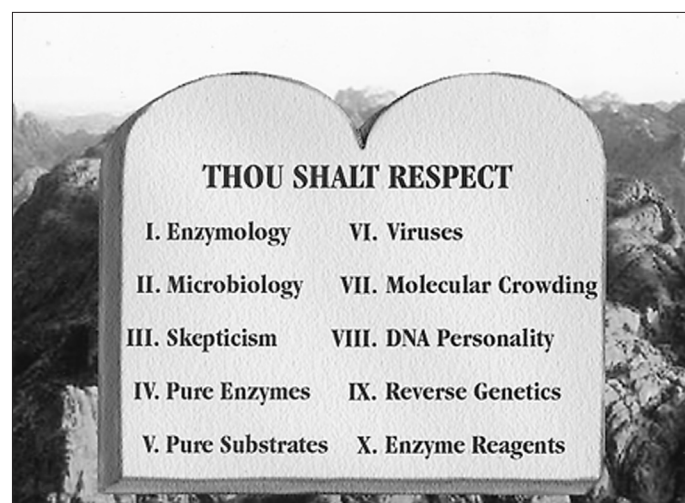 THOU SHALT RESPECT
I. Enzymology
II. Microbiology
III. Skepticism
IV. Pure Enzymes
V. Pure Substrates
VI. Viruses
VII. Molecular Crowding
VIII. DNA Personality
IX. Reverse Genetics
X. Enzyme Reagents